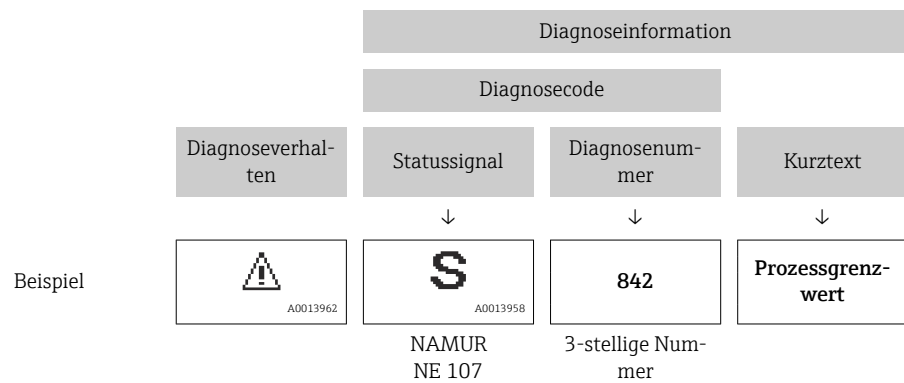 Diagnoseinformation
Diagnosecode
Diagnoseverhal-
ten
Statussignal
Diagnosenum-
mer
Kurztext
↓ ↓ ↓
Beispiel
A0013962
S
A0013958
842
Prozessgrenz-
wert
NAMUR
NE 107
3-stellige Num-
mer